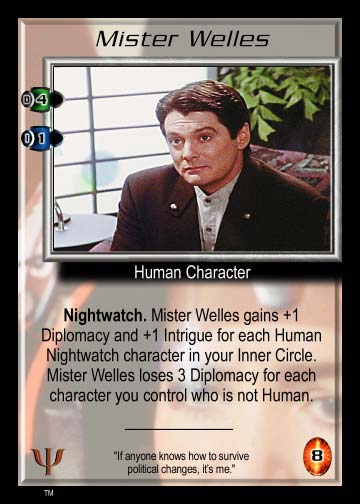 Mister Welles
4
1
Human Character
Nightwatch. Mister Welles gains +1
Diplomacy and +1 Intrigue for each Human
Nightwatch character in your Inner Circle.
Mister Welles loses 3 Diplomacy for each
character you control who is not Human.
"If anyone knows how to survive
political changes, it's me."
8
TM